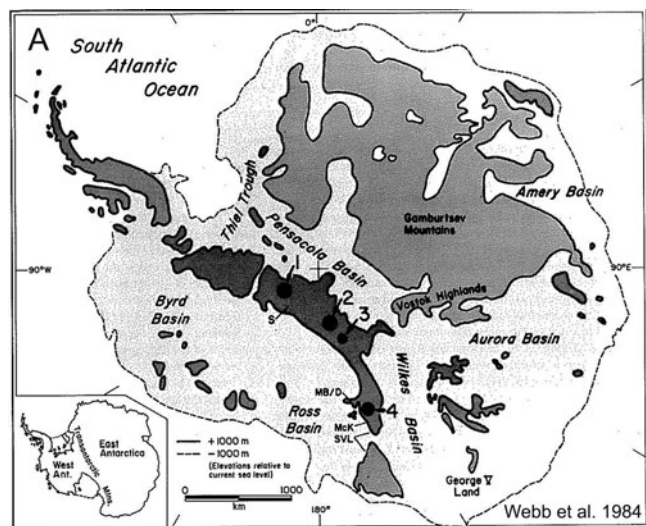 A
0°
South
Atlantic
Ocean
Thiel Trough
Pensacola Basin
Amery Basin
Gamburtsev
Mountains
90°W
90°E
1
Byrd
Basin
S
2
3
Vostok Highlands
Aurora Basin
Wilkes
Basin
MB/D
4
Ross
Basin
McK
SVL
+1000 m
-1000 m
(Elevations relative to
current sea level)
0
1000
km
George V
Land
180°
West
Ant.
Transantarctic
Mtns
East
Antarctica
Webb et al. 1984